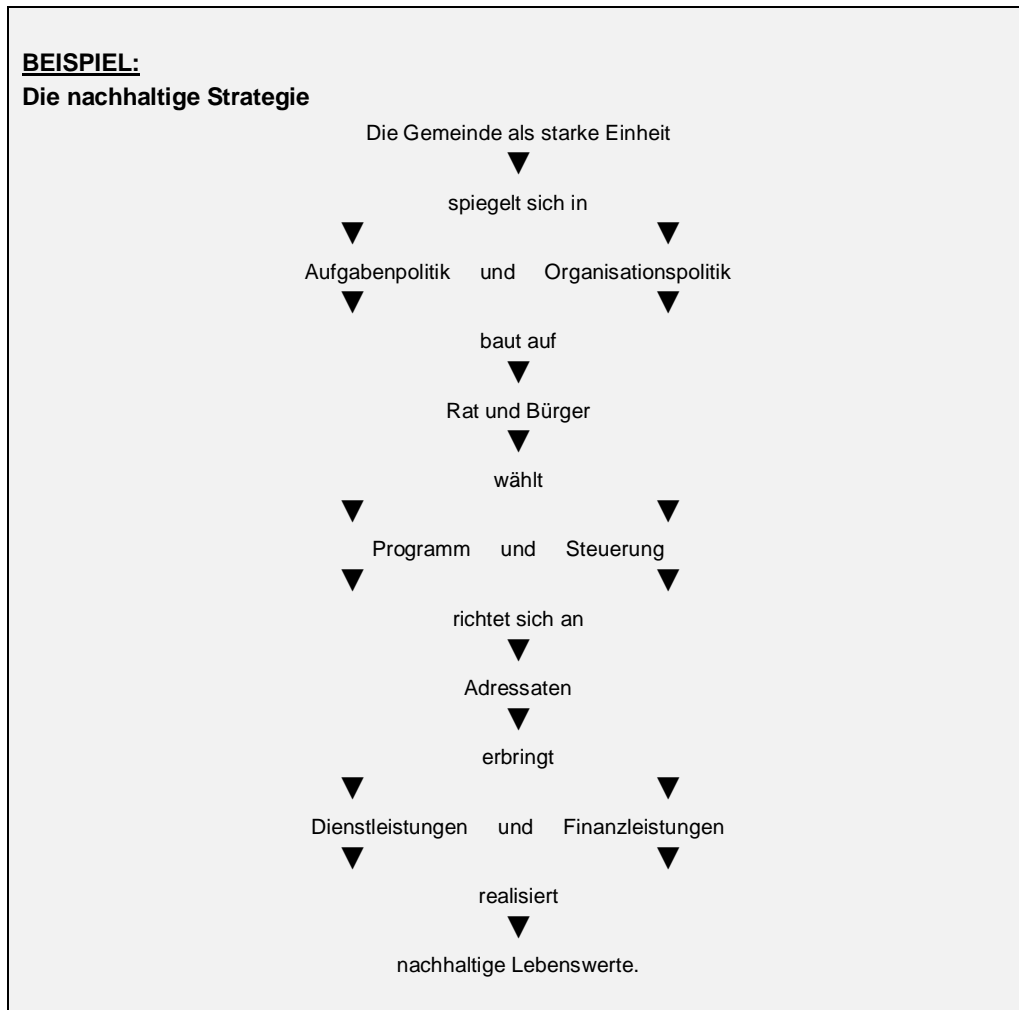 BEISPIEL:
Die nachhaltige Strategie
Die Gemeinde als starke Einheit
spiegelt sich in
Aufgabenpolitik und Organisationspolitik
baut auf
Rat und Bürger
wählt
Programm und Steuerung
richtet sich an
Adressaten
erbringt
Dienstleistungen und Finanzleistungen
realisiert
nachhaltige Lebenswerte.